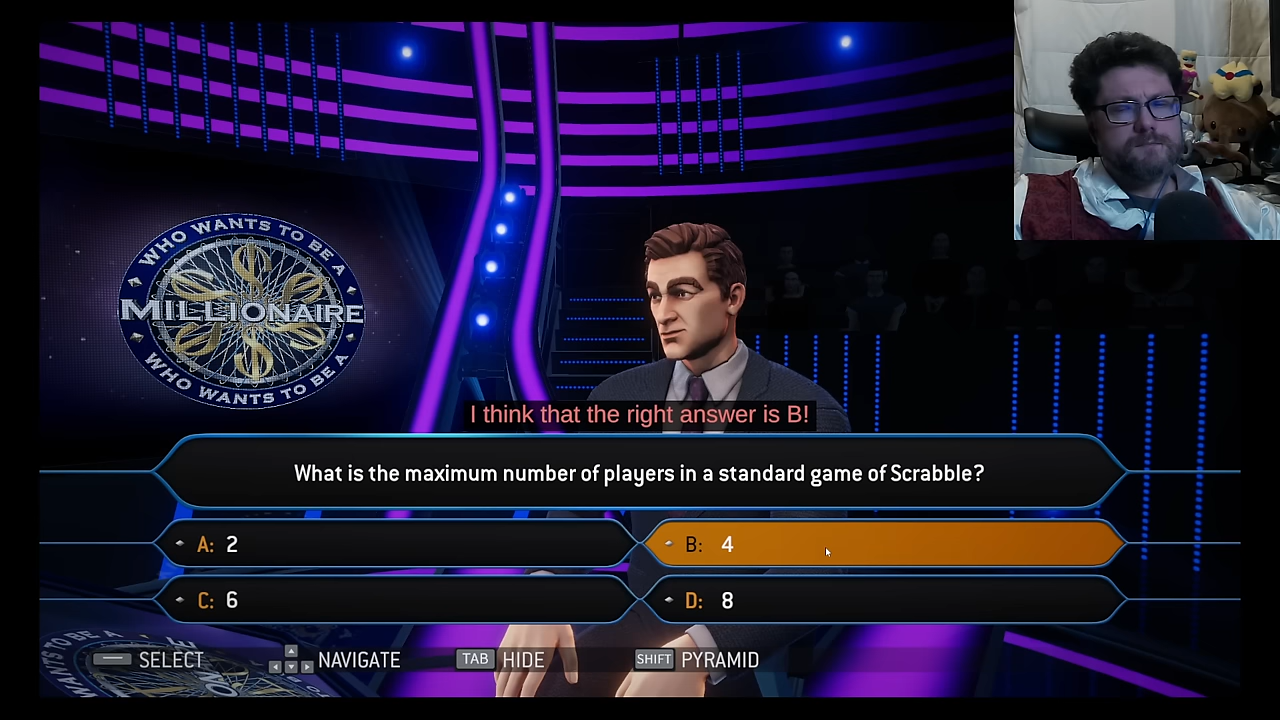 WHO WANTS TO BE A
MILLIONAIRE
WHO WANTS TO BE A
I think that the right answer is B!
What is the maximum number of players in a standard game of Scrabble?
A: 2
B: 4
C: 6
D: 8
SELECT
NAVIGATE
TAB HIDE
SHIFT PYRAMID